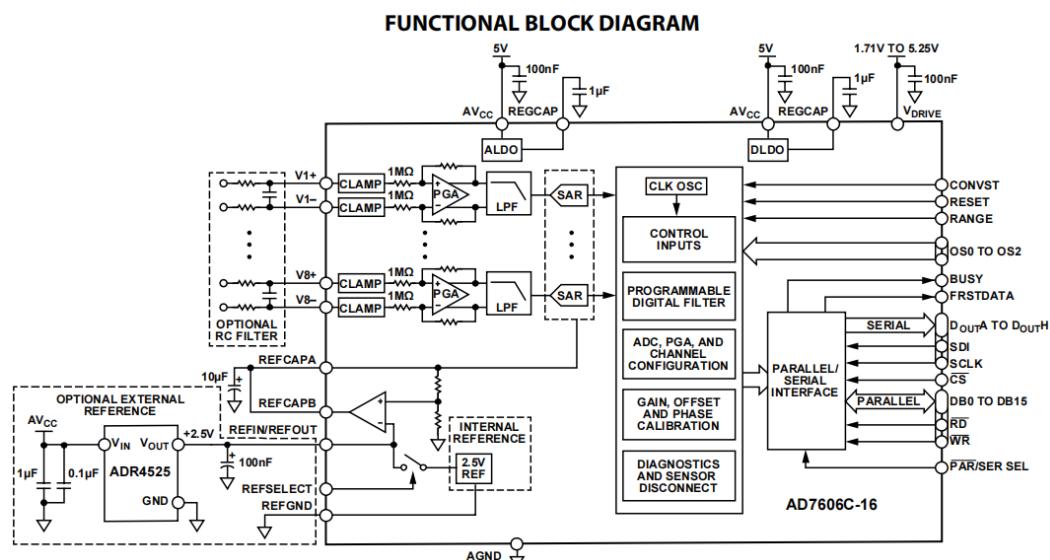 FUNCTIONAL BLOCK DIAGRAM
5V
100nF
1µF
AVCC
REGCAP
ALDO
5V
100nF
1µF
AVCC
REGCAP
DLDO
1.71V TO 5.25V
100nF
VDRIVE
V1+
CLAMP
1MΩ
V1–
CLAMP
1MΩ
+
PGA
–
LPF
SAR
V8+
CLAMP
1MΩ
V8–
CLAMP
1MΩ
+
PGA
–
LPF
SAR
OPTIONAL
RC FILTER
CLK OSC
CONTROL
INPUTS
PROGRAMMABLE
DIGITAL FILTER
ADC, PGA, AND
CHANNEL
CONFIGURATION
GAIN, OFFSET
AND PHASE
CALIBRATION
DIAGNOSTICS
AND SENSOR
DISCONNECT
PARALLEL/
SERIAL
INTERFACE
SERIAL
PARALLEL
CONVST
RESET
RANGE
OS0 TO OS2
BUSY
FRSTDATA
DOUTA TO DOUTH
SDI
SCLK
CS
DB0 TO DB15
RD
WR
PAR/SER SEL
AD7606C-16
REFCAPA
10µF
+
REFCAPB
+
–
REFIN/REFOUT
INTERNAL
REFERENCE
2.5V
REF
REFSELECT
REFGND
OPTIONAL EXTERNAL
REFERENCE
AVCC
VIN
VOUT
+2.5V
ADR4525
GND
1µF
0.1µF
+
100nF
AGND